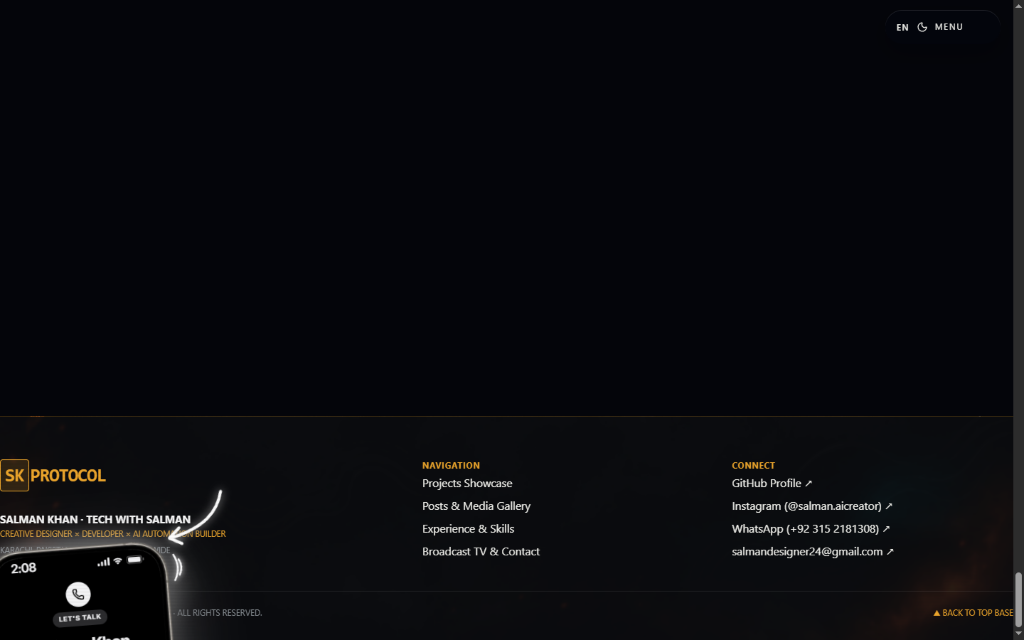 EN MENU
SK PROTOCOL
SALMAN KHAN · TECH WITH SALMAN
CREATIVE DESIGNER × DEVELOPER × AI AUTOMATION BUILDER
NAVIGATION
Projects Showcase
Posts & Media Gallery
Experience & Skills
Broadcast TV & Contact
CONNECT
GitHub Profile ↗
Instagram (@salman.aicreator) ↗
WhatsApp (+92 315 2181308) ↗
salmandesigner24@gmail.com ↗
2:08
LET'S TALK
Khan
ALL RIGHTS RESERVED.
▲ BACK TO TOP BASE